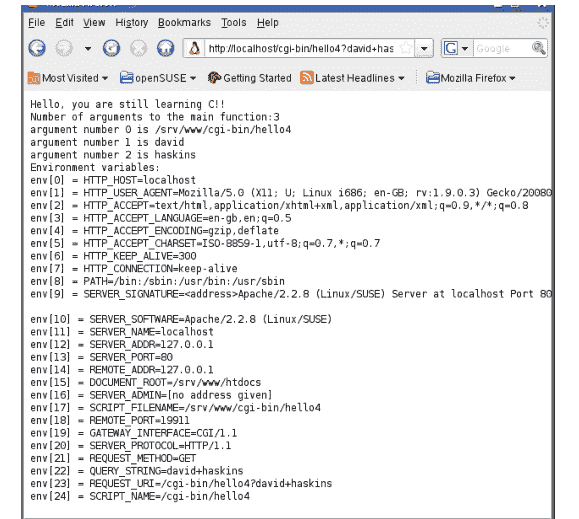 File Edit View History Bookmarks Tools Help
http://localhost/cgi-bin/hello4?david+has
Google
Most Visited openSUSE Getting Started Latest Headlines Mozilla Firefox
Hello, you are still learning C!!
Number of arguments to the main function:3
argument number 0 is /srv/www/cgi-bin/hello4
argument number 1 is david
argument number 2 is haskins
Environment variables:
env[0] = HTTP_HOST=localhost
env[1] = HTTP_USER_AGENT=Mozilla/5.0 (X11; U; Linux i686; en-GB; rv:1.9.0.3) Gecko/20080
env[2] = HTTP_ACCEPT=text/html,application/xhtml+xml,application/xml;q=0.9,*/*;q=0.8
env[3] = HTTP_ACCEPT_LANGUAGE=en-gb,en;q=0.5
env[4] = HTTP_ACCEPT_ENCODING=gzip,deflate
env[5] = HTTP_ACCEPT_CHARSET=ISO-8859-1,utf-8;q=0.7,*;q=0.7
env[6] = HTTP_KEEP_ALIVE=300
env[7] = HTTP_CONNECTION=keep-alive
env[8] = PATH=/bin:/sbin:/usr/bin:/usr/sbin
env[9] = SERVER_SIGNATURE=<address>Apache/2.2.8 (Linux/SUSE) Server at localhost Port 80
env[10] = SERVER_SOFTWARE=Apache/2.2.8 (Linux/SUSE)
env[11] = SERVER_NAME=localhost
env[12] = SERVER_ADDR=127.0.0.1
env[13] = SERVER_PORT=80
env[14] = REMOTE_ADDR=127.0.0.1
env[15] = DOCUMENT_ROOT=/srv/www/htdocs
env[16] = SERVER_ADMIN=[no address given]
env[17] = SCRIPT_FILENAME=/srv/www/cgi-bin/hello4
env[18] = REMOTE_PORT=19911
env[19] = GATEWAY_INTERFACE=CGI/1.1
env[20] = SERVER_PROTOCOL=HTTP/1.1
env[21] = REQUEST_METHOD=GET
env[22] = QUERY_STRING=david+haskins
env[23] = REQUEST_URI=/cgi-bin/hello4?david+haskins
env[24] = SCRIPT_NAME=/cgi-bin/hello4